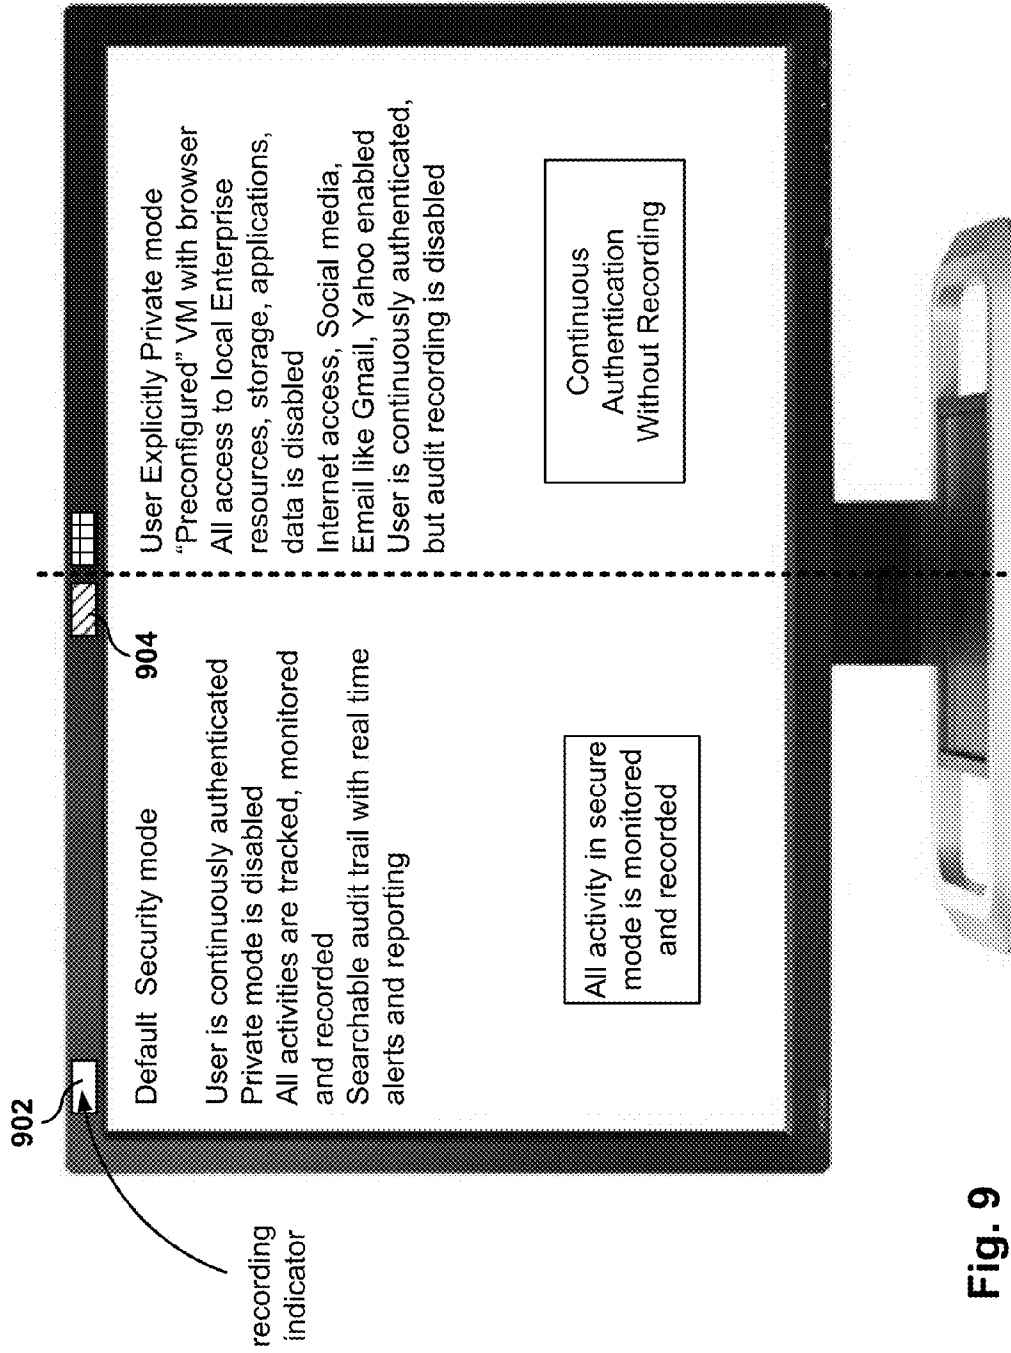 902
recording
indicator
904
Default Security mode
User is continuously authenticated
Private mode is disabled
All activities are tracked, monitored
and recorded
Searchable audit trail with real time
alerts and reporting
All activity in secure
mode is monitored
and recorded
User Explicitly Private mode
“Preconfigured” VM with browser
All access to local Enterprise
resources, storage, applications,
data is disabled
Internet access, Social media,
Email like Gmail, Yahoo enabled
User is continuously authenticated,
but audit recording is disabled
Continuous
Authentication
Without Recording
Fig. 9